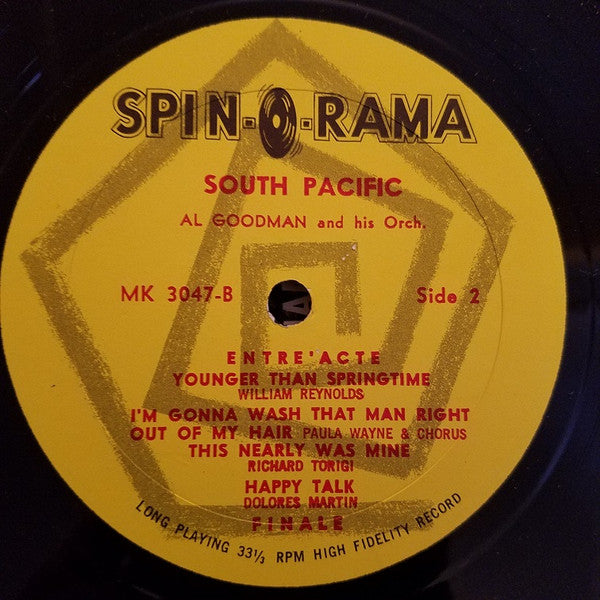 SPIN-O-RAMA
SOUTH PACIFIC
AL GOODMAN and his Orch.
MK 3047-B Side 2
ENTRE'ACTE
YOUNGER THAN SPRINGTIME
WILLIAM REYNOLDS
I'M GONNA WASH THAT MAN RIGHT
OUT OF MY HAIR PAULA WAYNE & CHORUS
THIS NEARLY WAS MINE
RICHARD TORIGI
HAPPY TALK
DOLORES MARTIN
FINALE
LONG PLAYING 33⅓ RPM HIGH FIDELITY RECORD